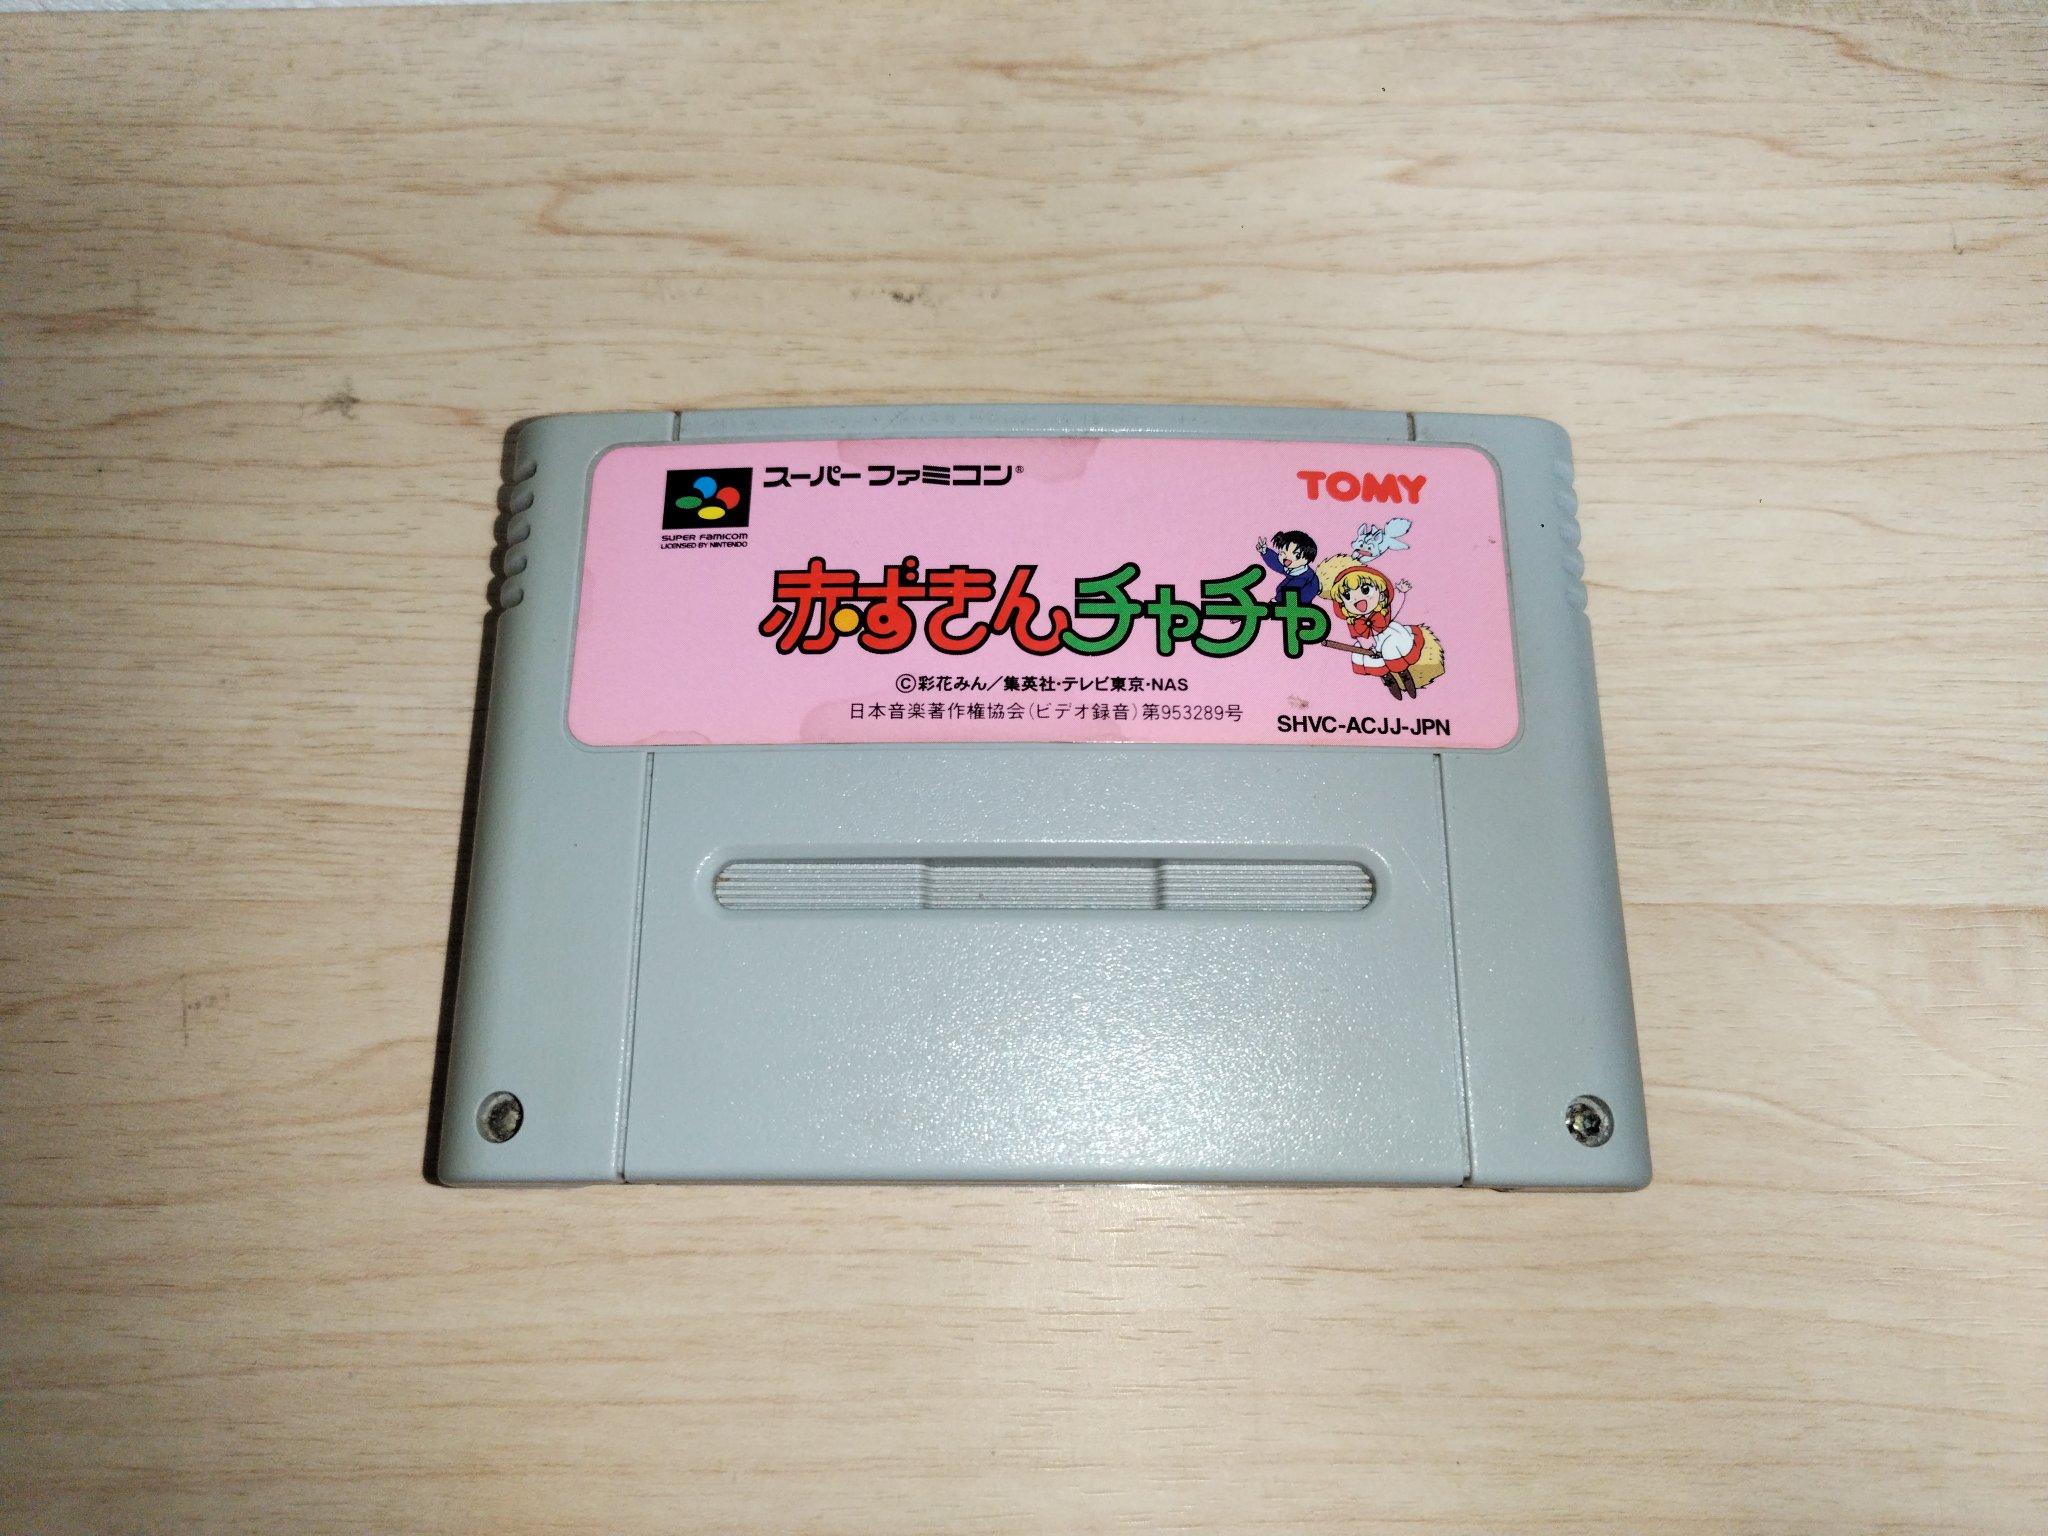 スーパーファミコン®
TOMY
SUPER FAMICOM
LICENSED BY NINTENDO
赤ずきんチャチャ
©彩花みん／集英社・テレビ東京・NAS
日本音楽著作権協会(ビデオ録音)第953289号
SHVC-ACJJ-JPN